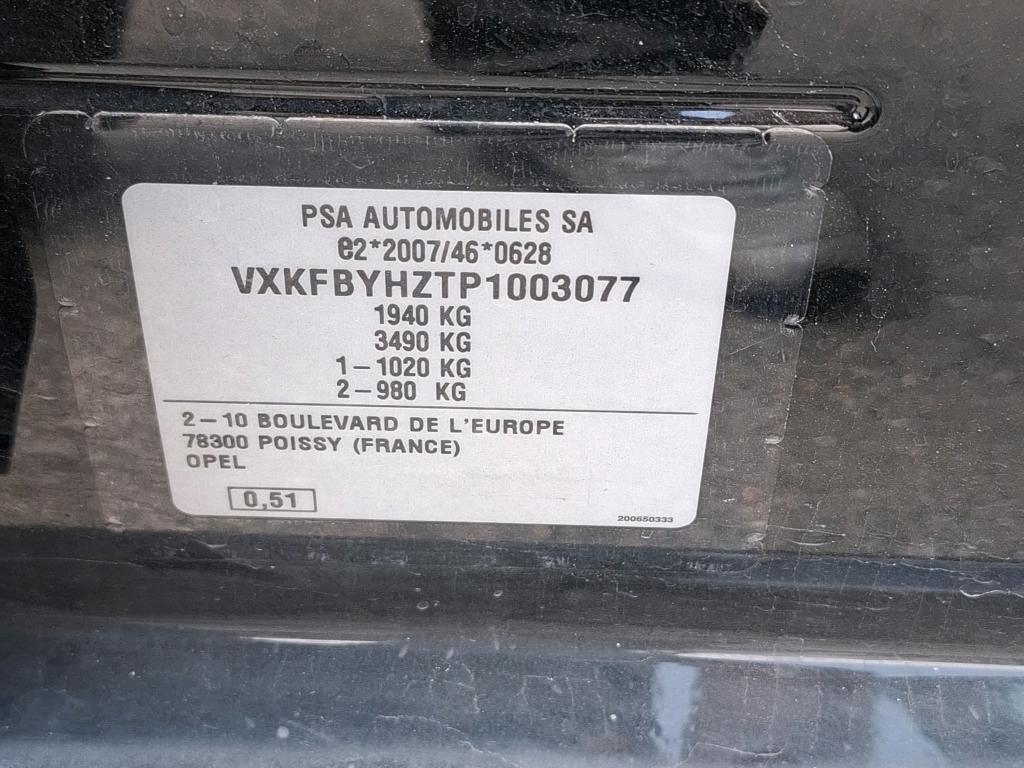 PSA AUTOMOBILES SA
e2*2007/46*0628
VXKFBYHZTP1003077
1940 KG
3490 KG
1-1020 KG
2-980 KG
2-10 BOULEVARD DE L'EUROPE
78300 POISSY (FRANCE)
OPEL
0,51
200650333